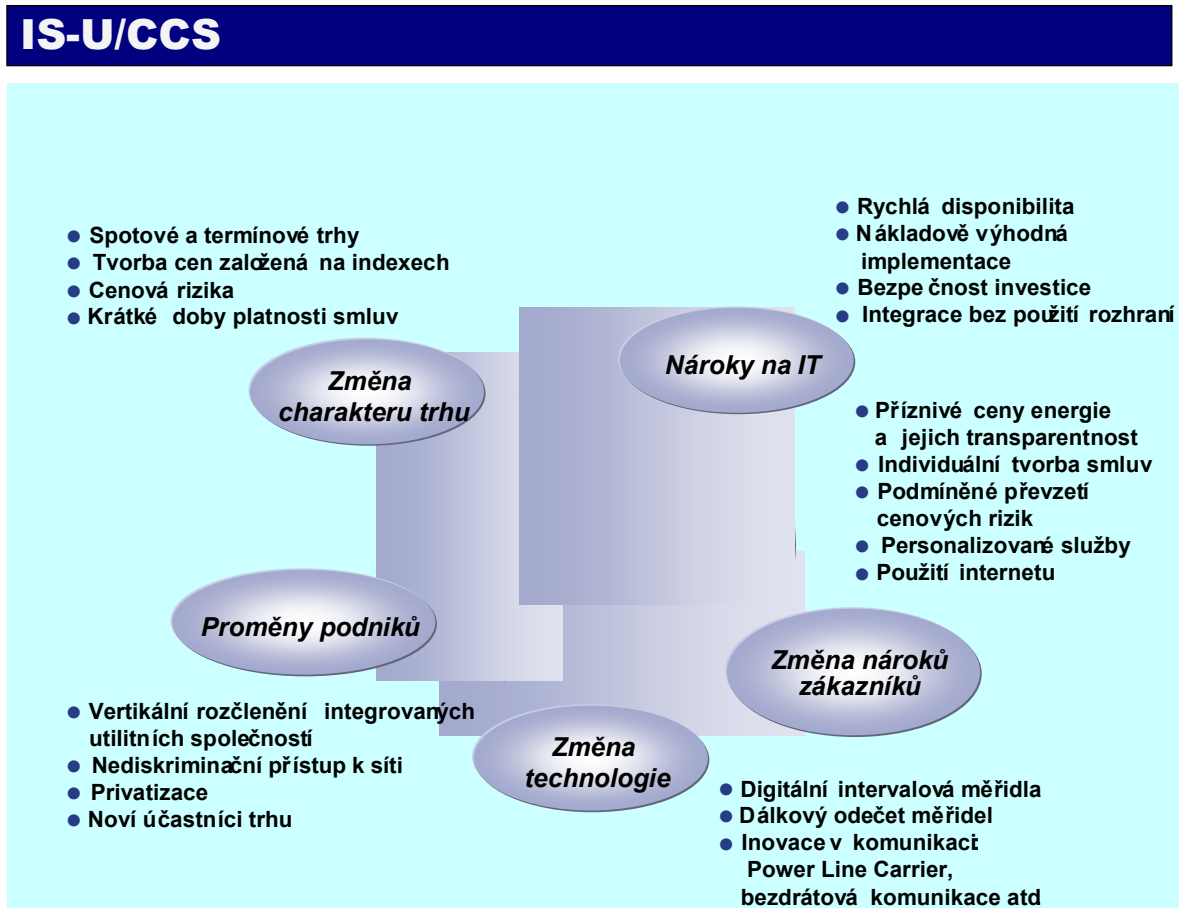 IS-U/CCS
Spotové a termínové trhy
Tvorba cen založená na indexech
Cenová rizika
Krátké doby platnosti smluv
Změna
charakteru trhu
Rychlá disponibilita
Nákladově výhodná
implementace
Bezpečnost investice
Integrace bez použití rozhraní
Nároky na IT
Příznivé ceny energie
a jejich transparentnost
Individuální tvorba smluv
Podmíněné převzetí
cenových rizik
Personalizované služby
Použití internetu
Změna nároků
zákazníků
Proměny podniků
Vertikální rozčlenění integrovaných
utilitních společností
Nediskriminační přístup k síti
Privatizace
Noví účastníci trhu
Změna
technologie
Digitální intervalová měřidla
Dálkový odečet měřidel
Inovace v komunikaci:
Power Line Carrier,
bezdrátová komunikace atd